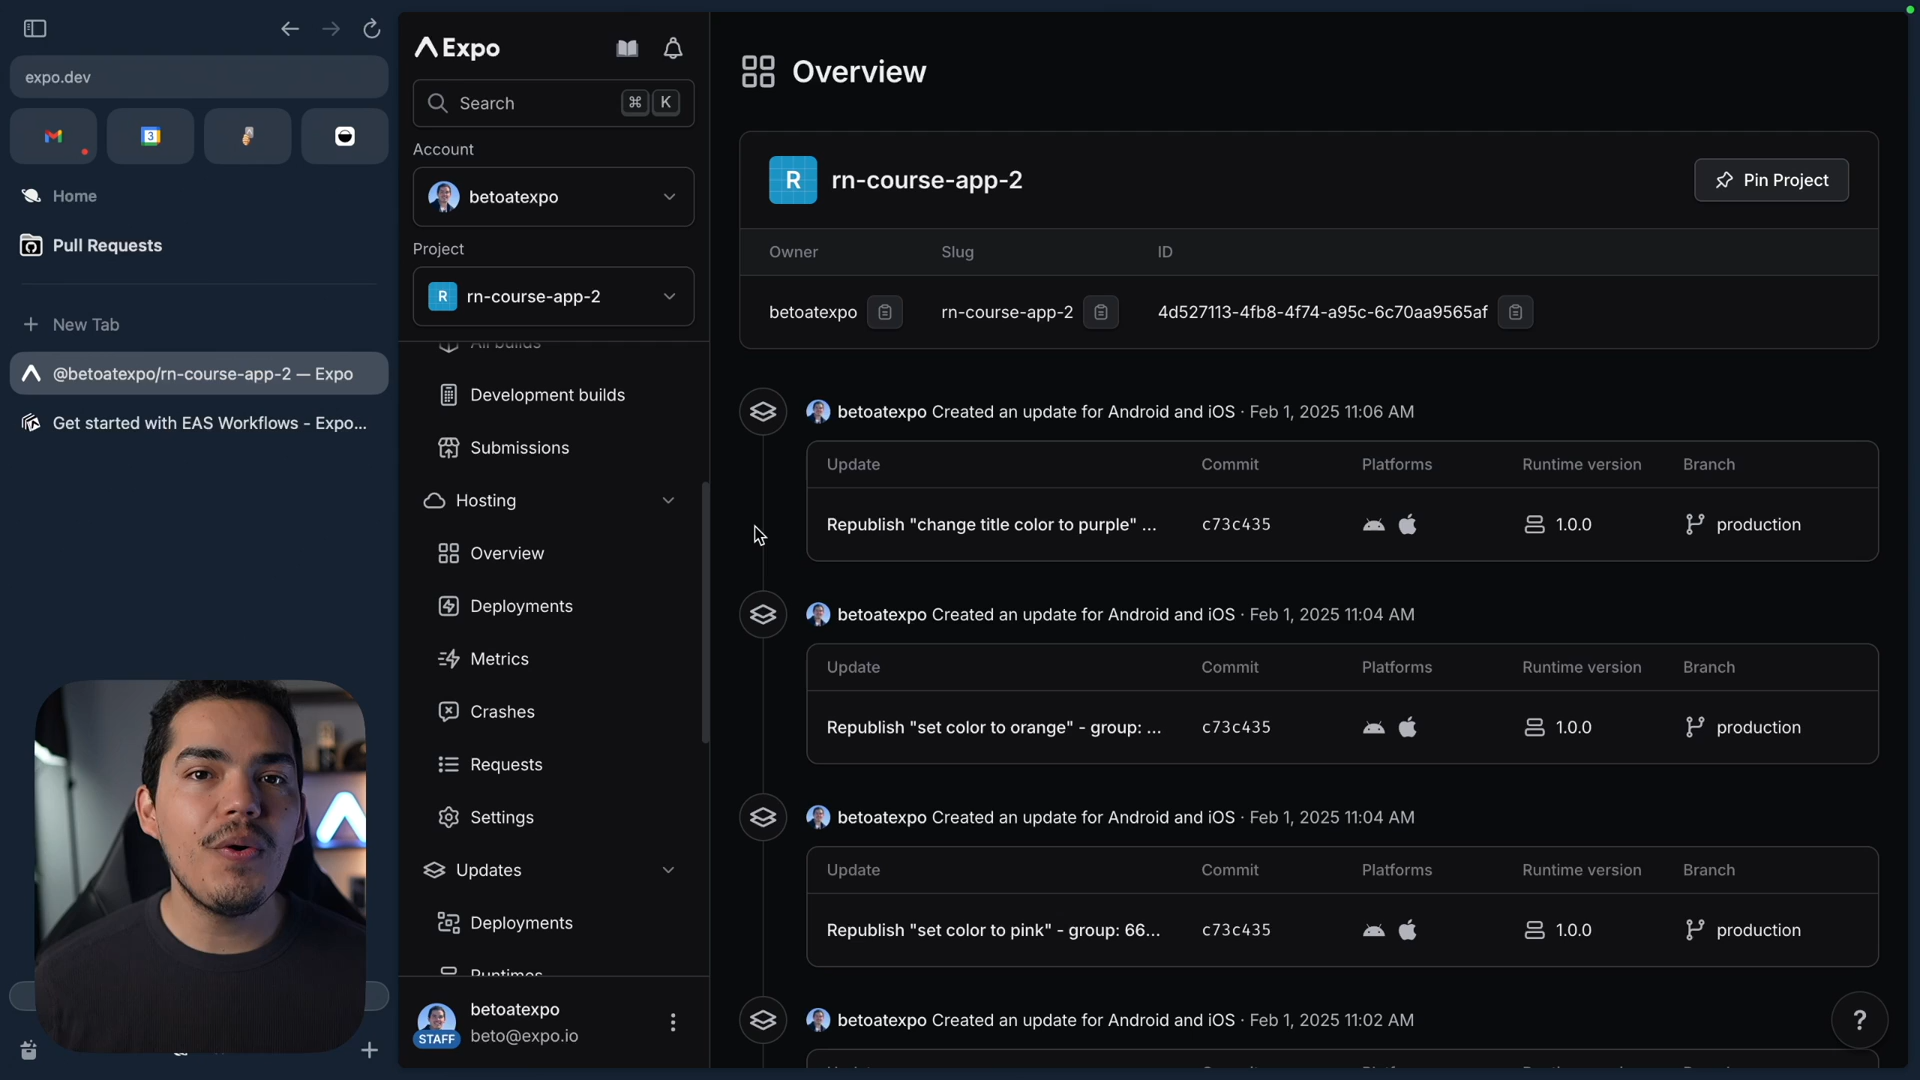 expo.dev
3
Home
Pull Requests
New Tab
@betoatexpo/rn-course-app-2 — Expo
Get started with EAS Workflows - Expo...
Expo
Search ⌘ K
Account
betoatexpo
Project
R rn-course-app-2
All builds
Development builds
Submissions
Hosting
Overview
Deployments
Metrics
Crashes
Requests
Settings
Updates
Deployments
Runtimes
betoatexpo
beto@expo.io
STAFF
Overview
R rn-course-app-2
Pin Project
Owner Slug ID
betoatexpo rn-course-app-2 4d527113-4fb8-4f74-a95c-6c70aa9565af
betoatexpo Created an update for Android and iOS · Feb 1, 2025 11:06 AM
Update Commit Platforms Runtime version Branch
Republish "change title color to purple" ... c73c435 1.0.0 production
betoatexpo Created an update for Android and iOS · Feb 1, 2025 11:04 AM
Update Commit Platforms Runtime version Branch
Republish "set color to orange" - group: ... c73c435 1.0.0 production
betoatexpo Created an update for Android and iOS · Feb 1, 2025 11:04 AM
Update Commit Platforms Runtime version Branch
Republish "set color to pink" - group: 66... c73c435 1.0.0 production
betoatexpo Created an update for Android and iOS · Feb 1, 2025 11:02 AM
?